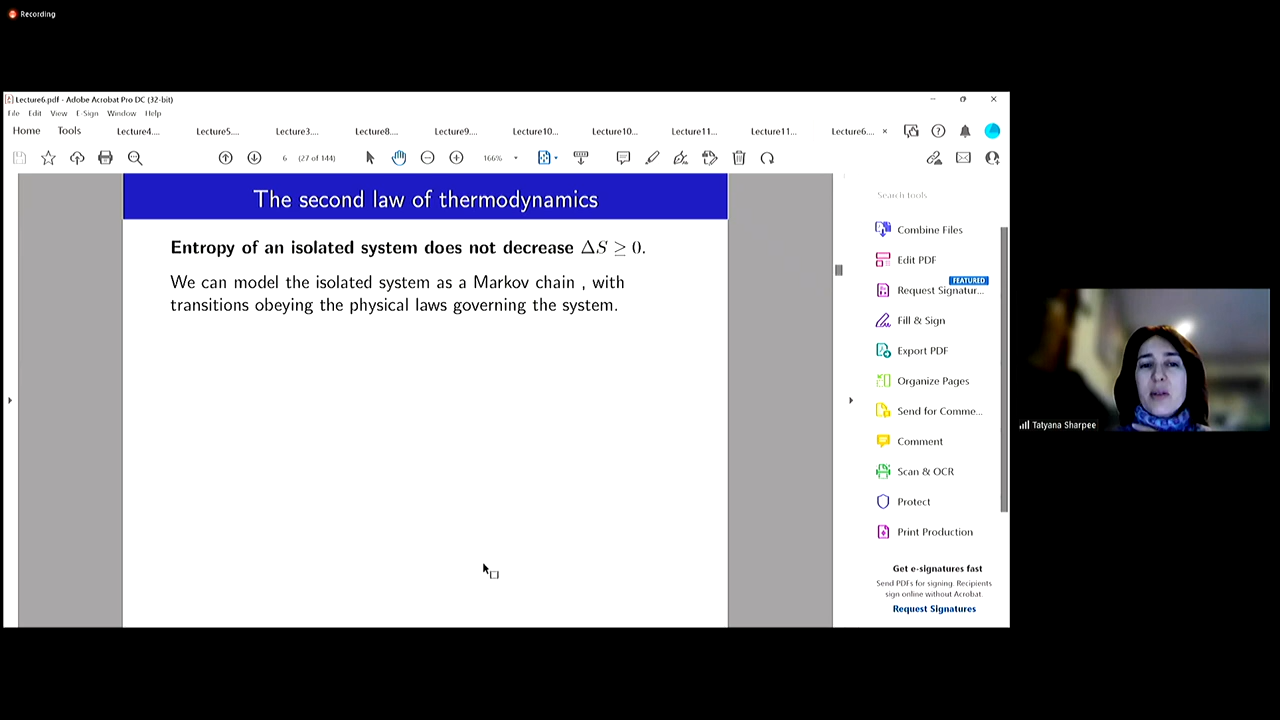 Recording
Lecture6.pdf - Adobe Acrobat Pro DC (32-bit)
File Edit View E-Sign Window Help
Home Tools Lecture4.... Lecture5.... Lecture3.... Lecture8.... Lecture9.... Lecture10... Lecture10... Lecture11... Lecture11... Lecture6.... ×
6 (27 of 144) 166%
The second law of thermodynamics
Entropy of an isolated system does not decrease ΔS ≥ 0.
We can model the isolated system as a Markov chain , with
transitions obeying the physical laws governing the system.
Search tools
Combine Files
Edit PDF
FEATURED
Request Signatur...
Fill & Sign
Export PDF
Organize Pages
Send for Comme...
Comment
Scan & OCR
Protect
Print Production
Get e-signatures fast
Send PDFs for signing. Recipients
sign online without Acrobat.
Request Signatures
Tatyana Sharpee